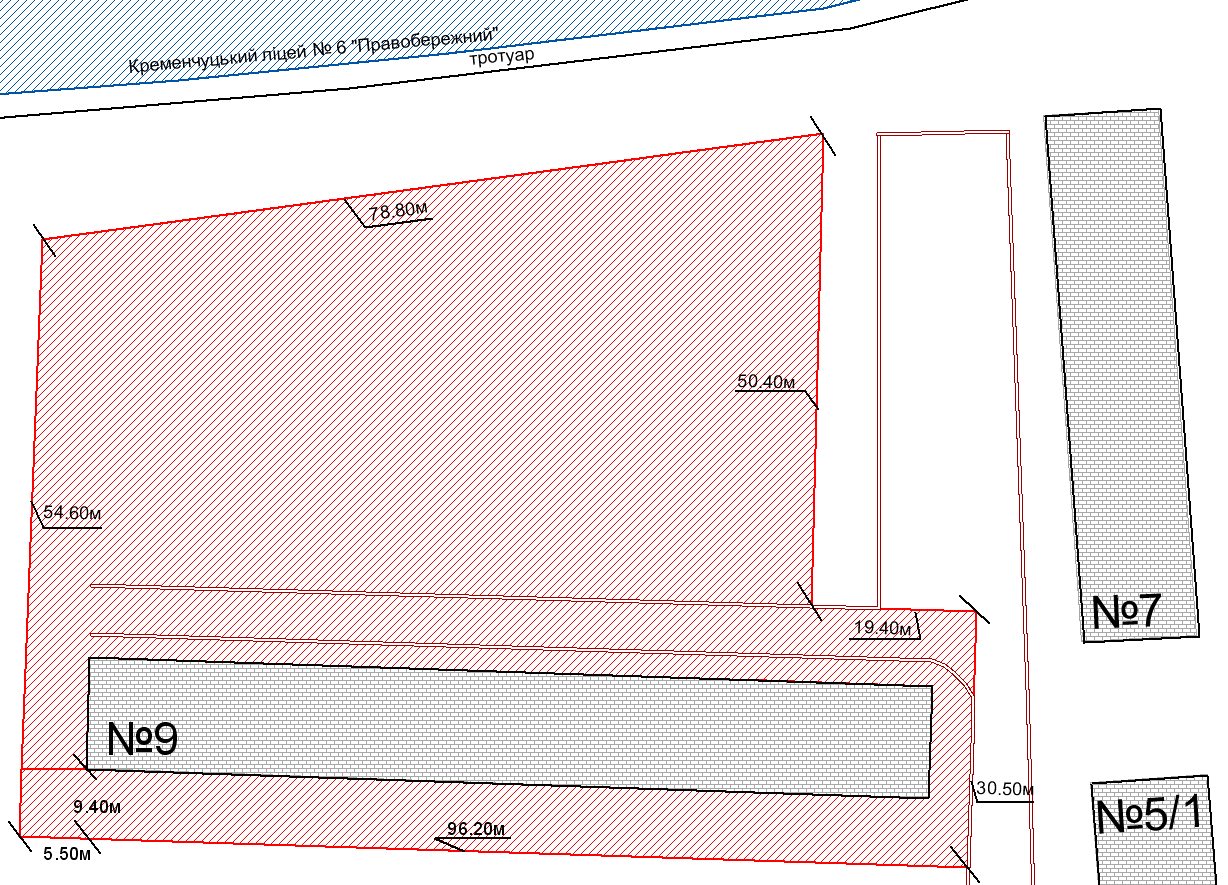 Кременчуцький ліцей № 6 "Правобережний"
тротуар
78.80м
50.40м
54.60м
№7
19.40м
№9
30.50м
9.40м
№5/1
96.20м
5.50м